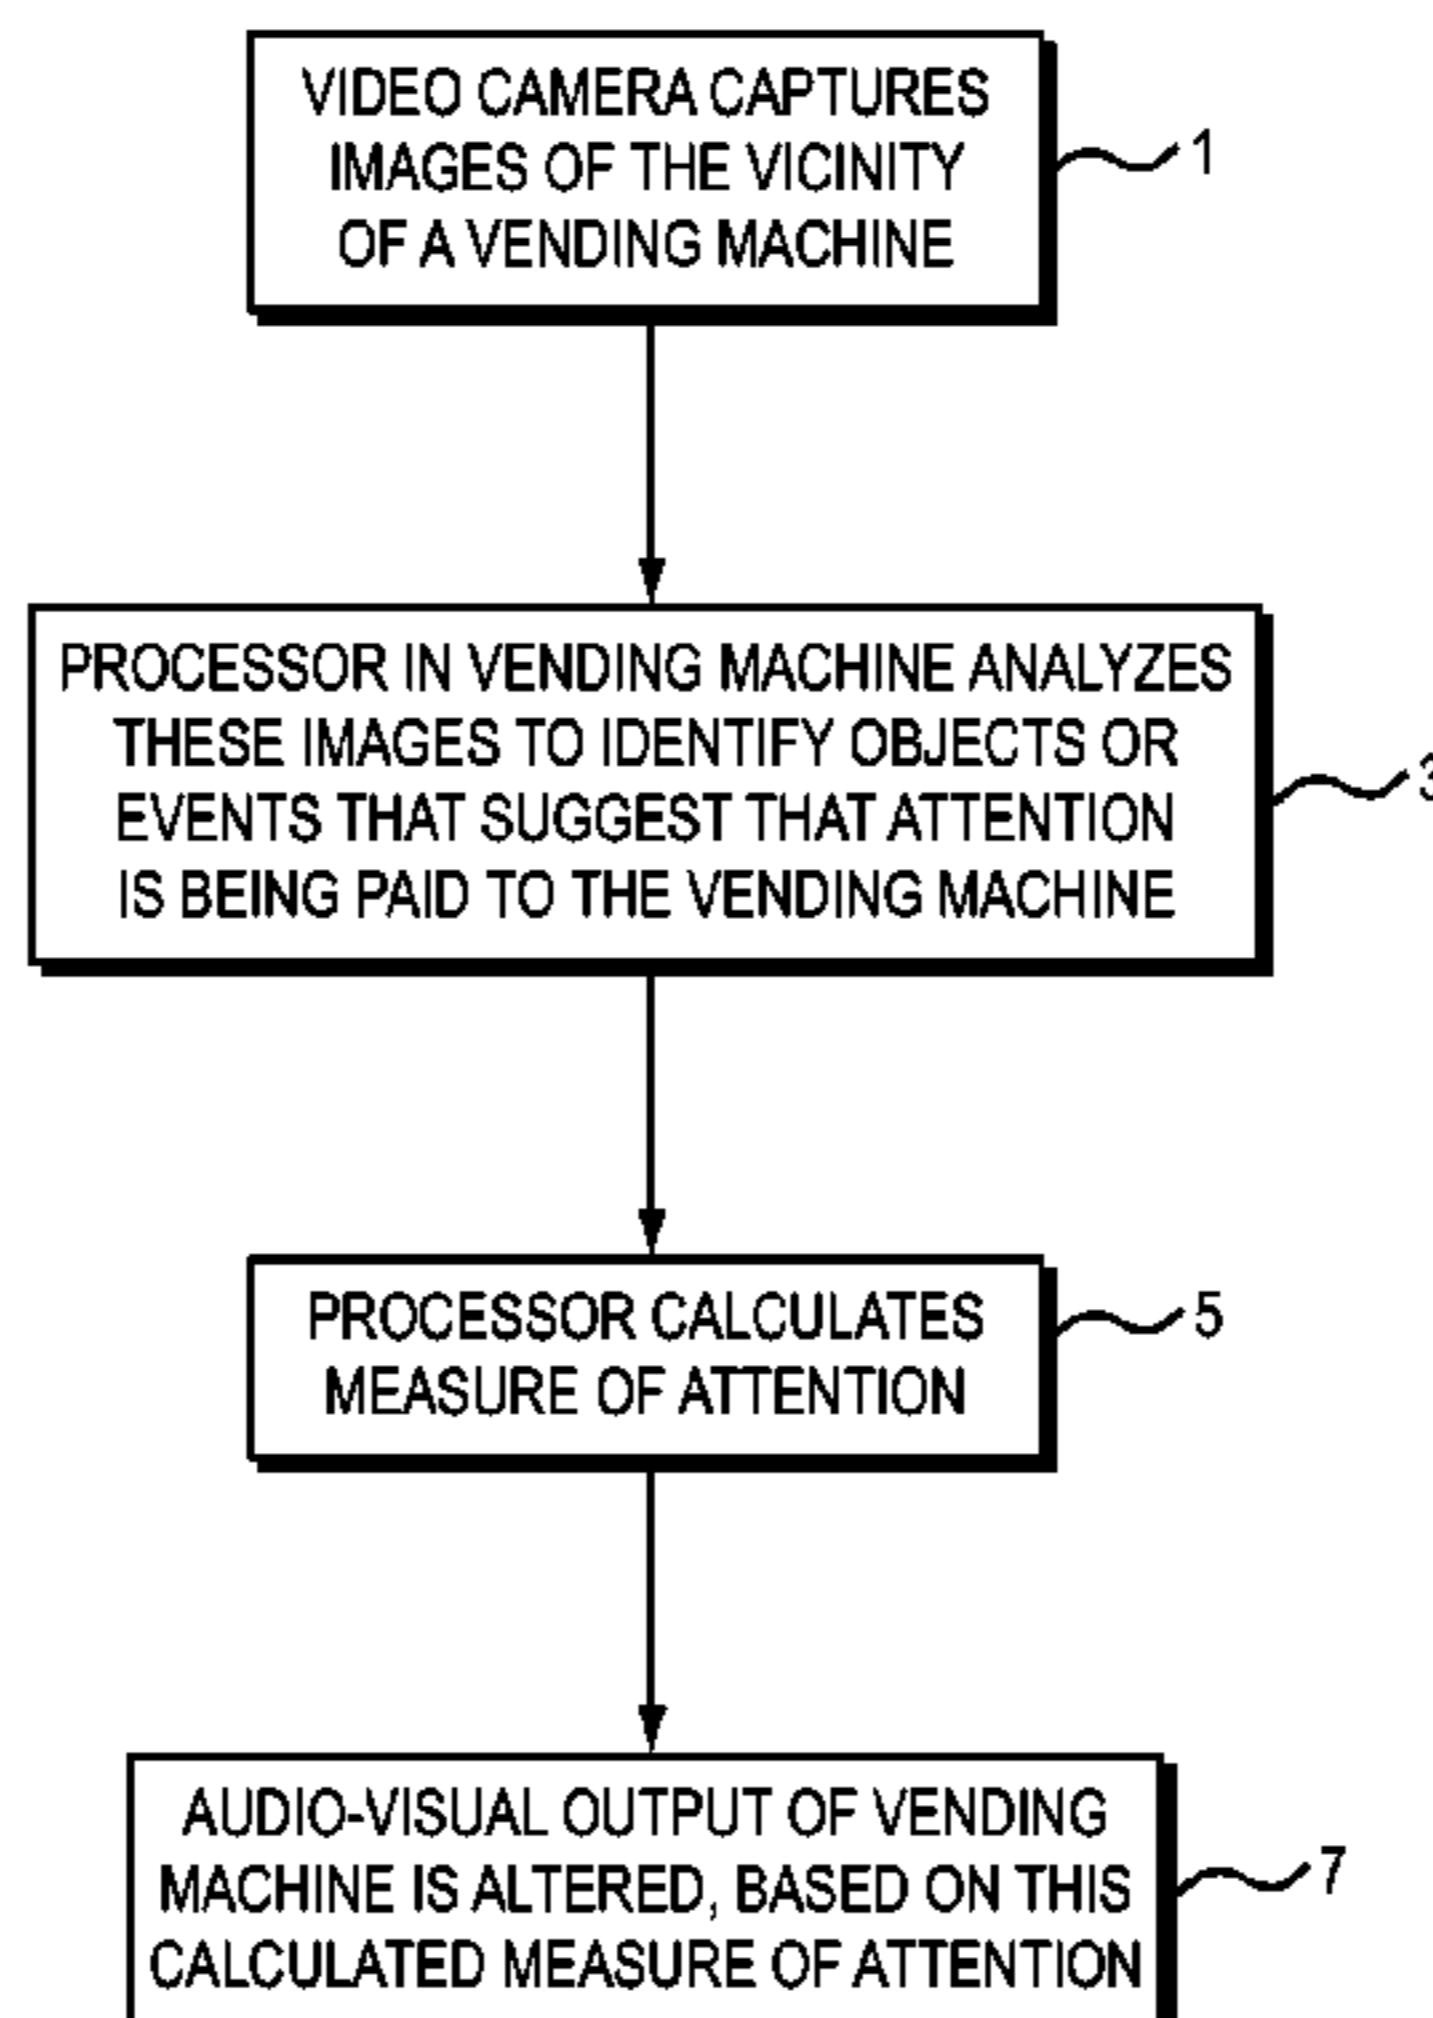 VIDEO CAMERA CAPTURES
IMAGES OF THE VICINITY
OF A VENDING MACHINE
1
PROCESSOR IN VENDING MACHINE ANALYZES
THESE IMAGES TO IDENTIFY OBJECTS OR
EVENTS THAT SUGGEST THAT ATTENTION
IS BEING PAID TO THE VENDING MACHINE
3
PROCESSOR CALCULATES
MEASURE OF ATTENTION
5
AUDIO-VISUAL OUTPUT OF VENDING
MACHINE IS ALTERED, BASED ON THIS
CALCULATED MEASURE OF ATTENTION
7